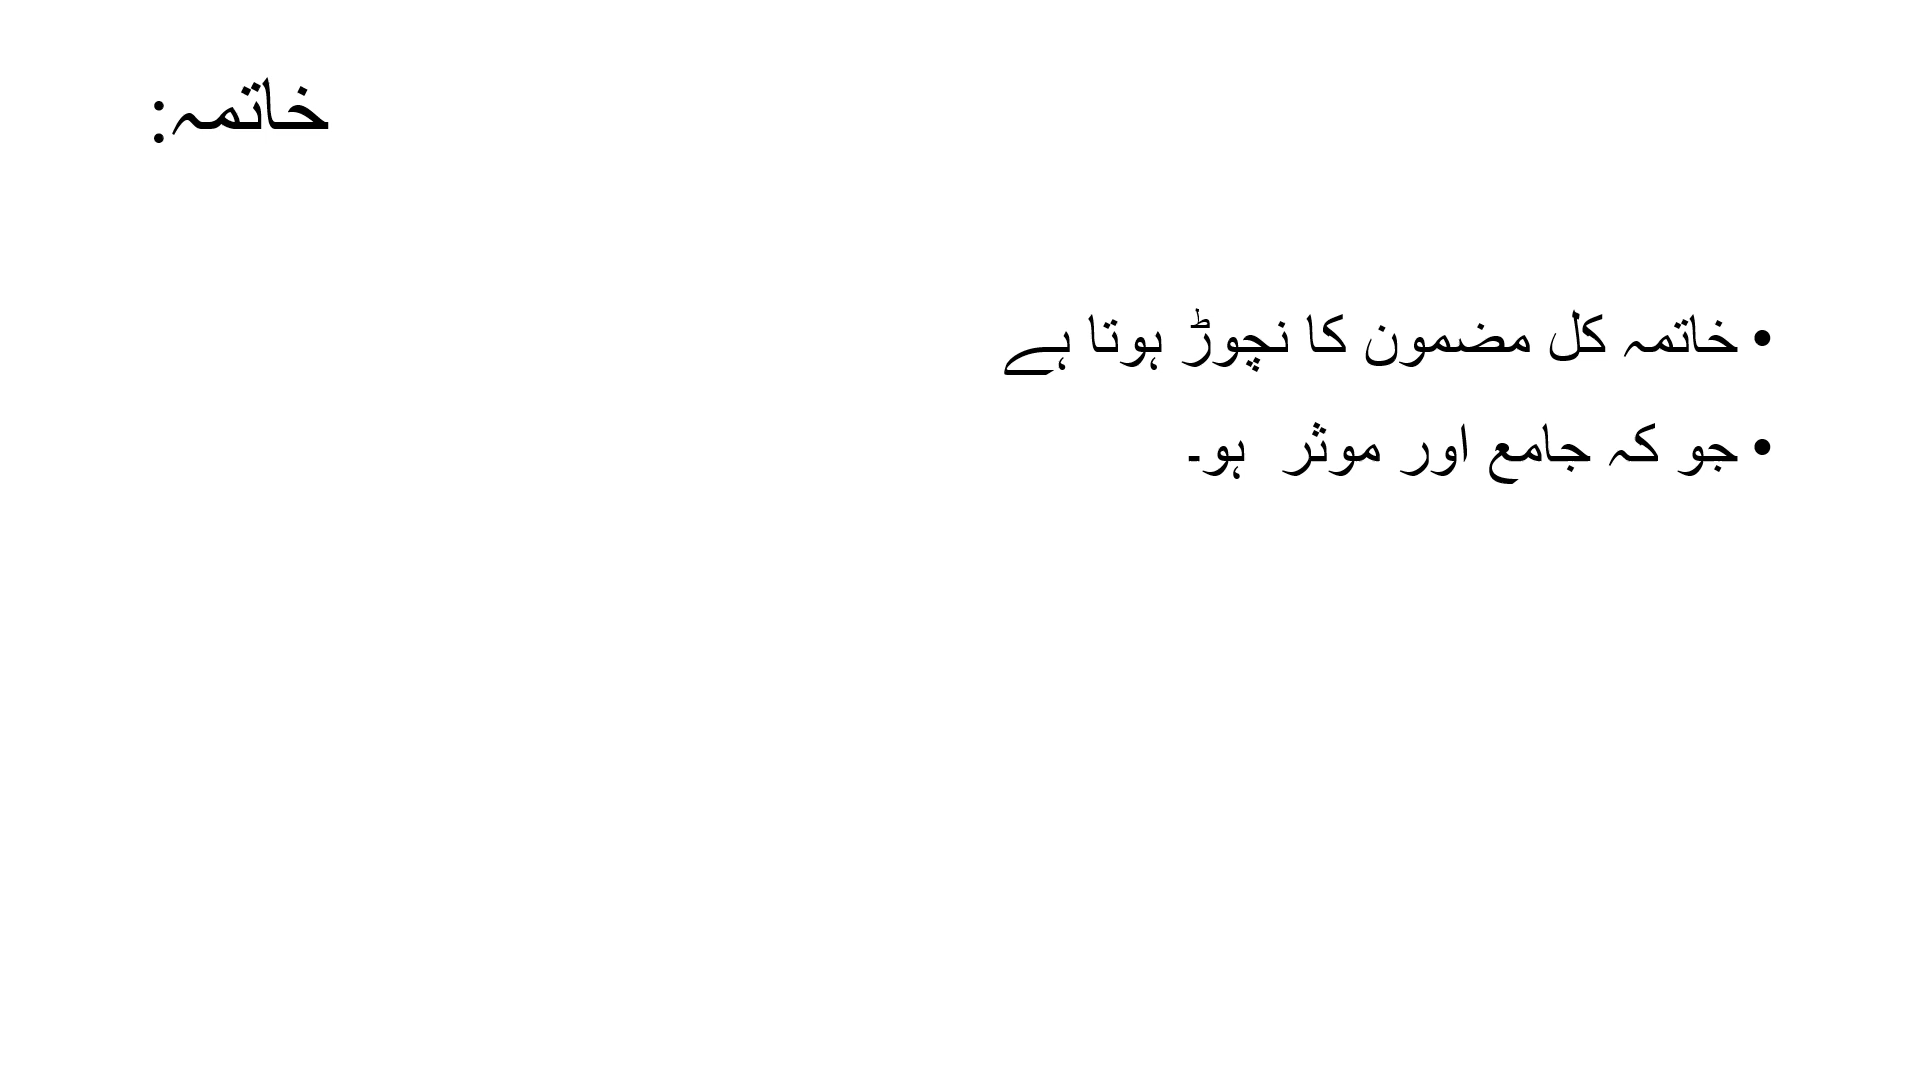 خاتمہ:
• خاتمہ کل مضمون کا نچوڑ ہوتا ہے
• جو کہ جامع اور موثر ہو۔